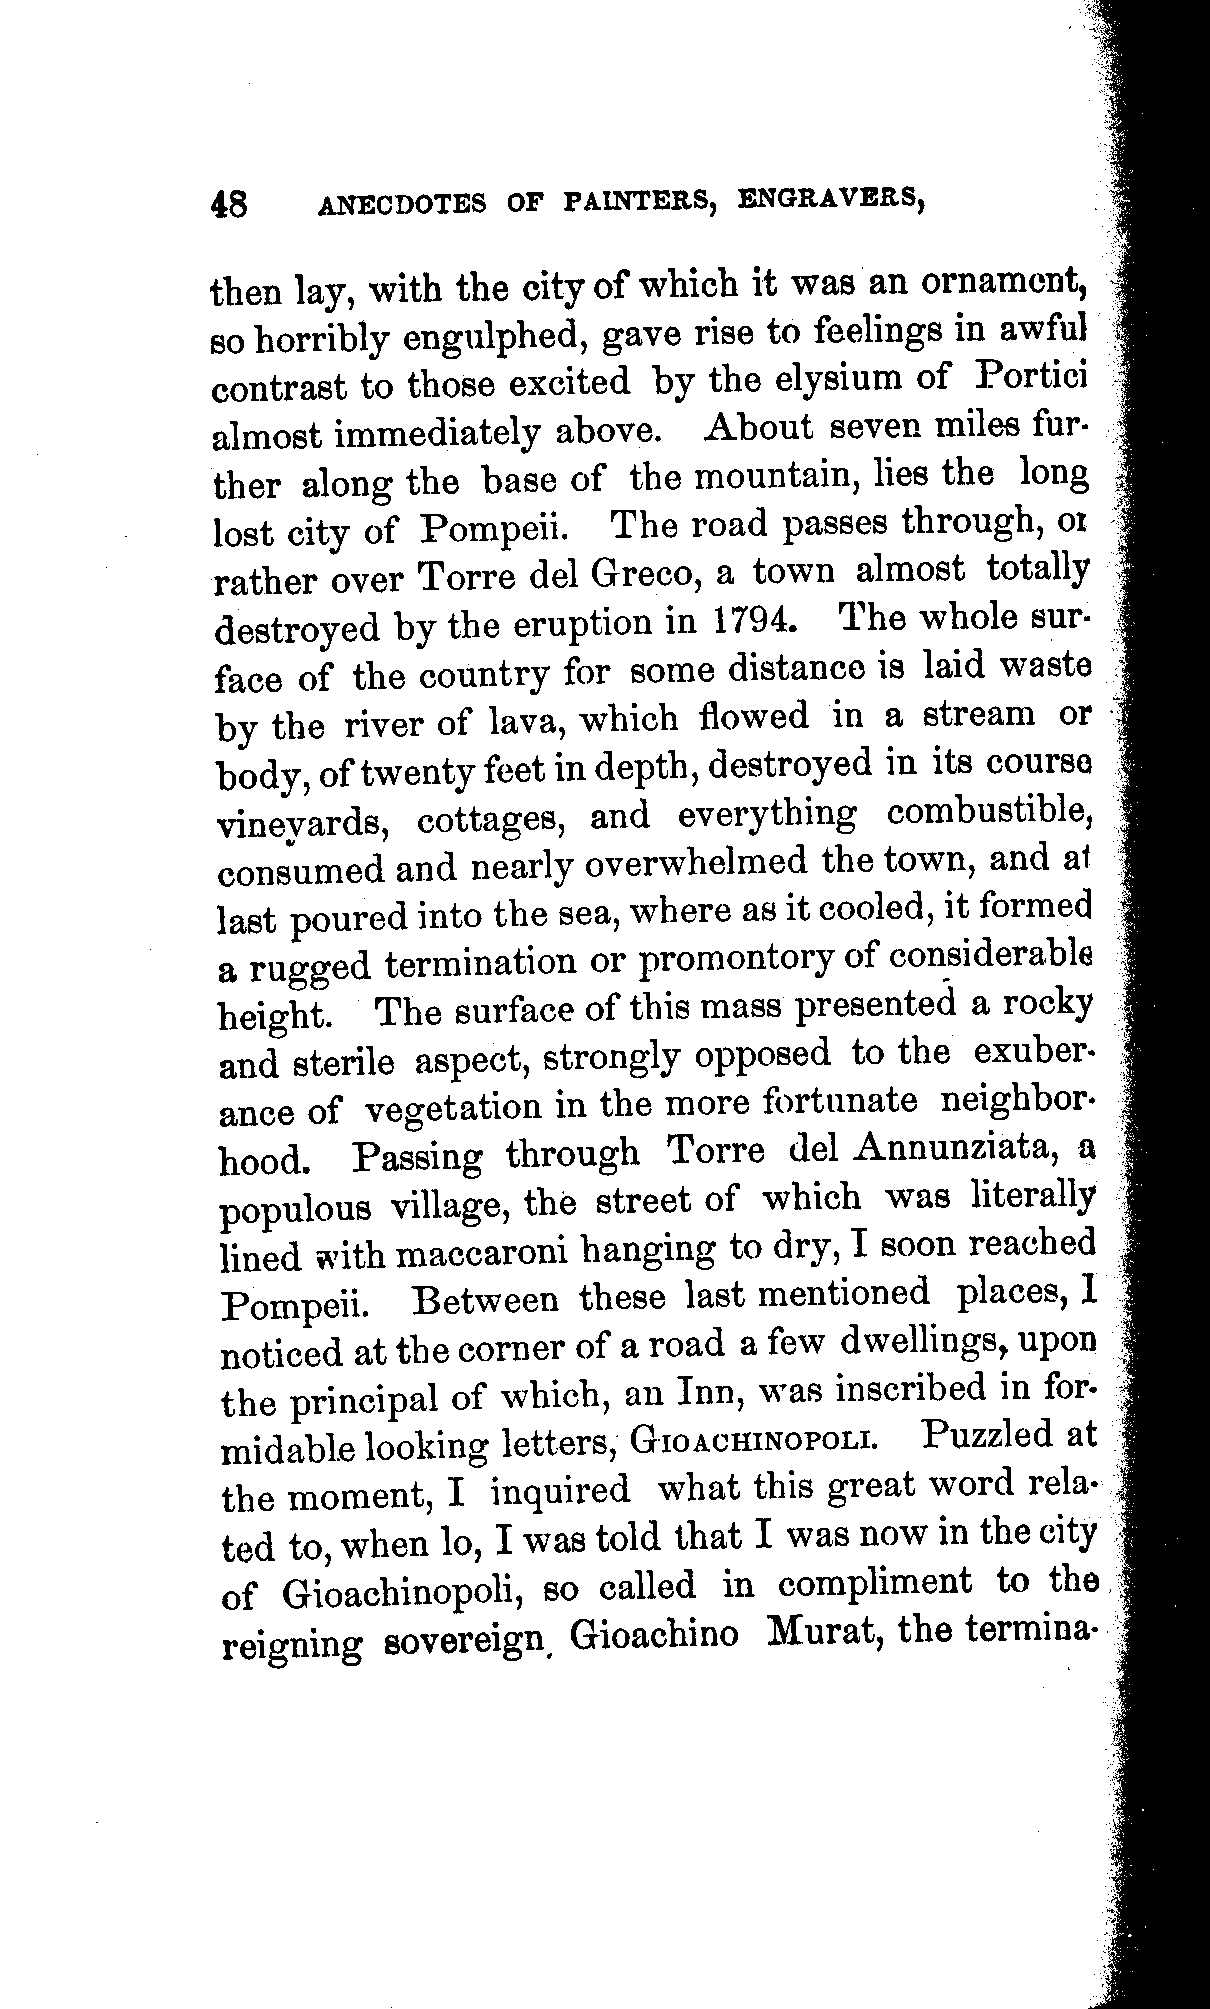 48 ANECDOTES OF PAINTERS, ENGRAVERS,
then lay, with the city of which it was an ornament,
so horribly engulphed, gave rise to feelings in awful
contrast to those excited by the elysium of Portici
almost immediately above. About seven miles fur-
ther along the base of the mountain, lies the long
lost city of Pompeii. The road passes through, or
rather over Torre del Greco, a town almost totally
destroyed by the eruption in 1794. The whole sur-
face of the country for some distance is laid waste
by the river of lava, which flowed in a stream or
body, of twenty feet in depth, destroyed in its course
vineyards, cottages, and everything combustible,
consumed and nearly overwhelmed the town, and at
last poured into the sea, where as it cooled, it formed
a rugged termination or promontory of considerable
height. The surface of this mass presented a rocky
and sterile aspect, strongly opposed to the exuber-
ance of vegetation in the more fortunate neighbor-
hood. Passing through Torre del Annunziata, a
populous village, the street of which was literally
lined with maccaroni hanging to dry, I soon reached
Pompeii. Between these last mentioned places, I
noticed at the corner of a road a few dwellings, upon
the principal of which, an Inn, was inscribed in for-
midable looking letters, GIOACHINOPOLI. Puzzled at
the moment, I inquired what this great word rela-
ted to, when lo, I was told that I was now in the city
of Gioachinopoli, so called in compliment to the
reigning sovereign, Gioachino Murat, the termina-